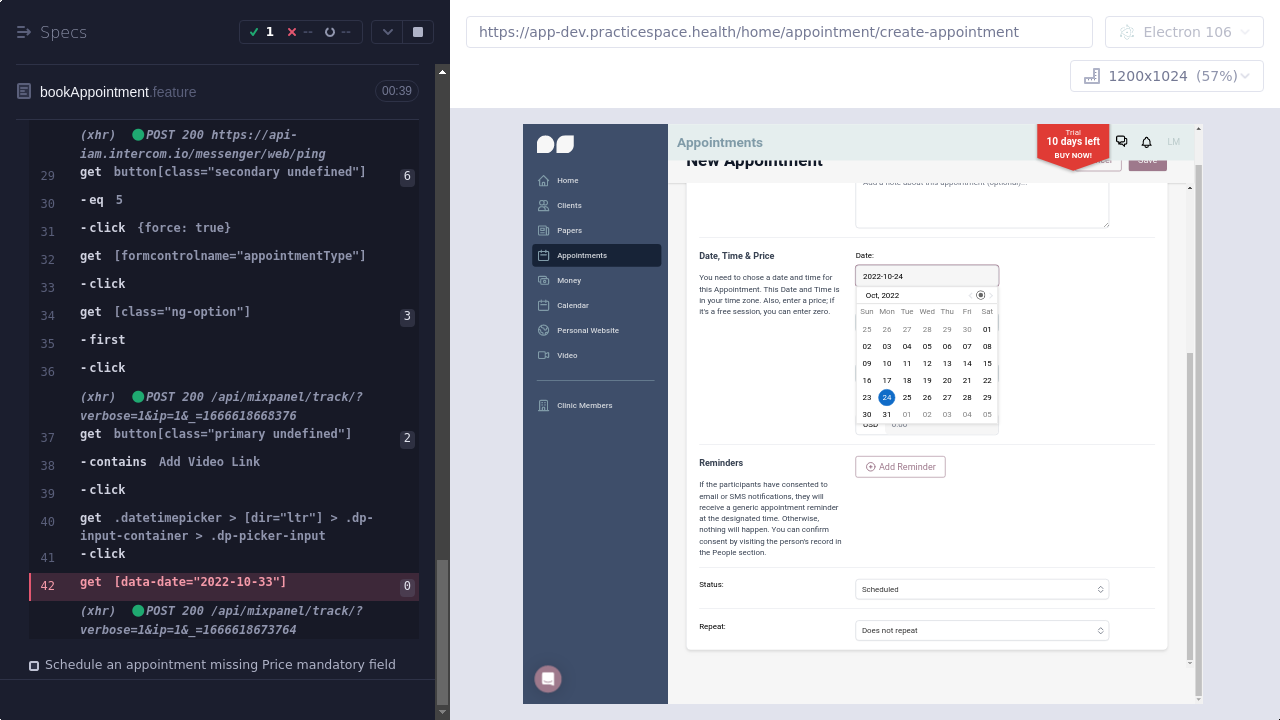 Specs
1
--
--
bookAppointment.feature
00:39
(xhr) POST 200 https://api-
iam.intercom.io/messenger/web/ping
29 get button[class="secondary undefined"] 6
30 -eq 5
31 -click {force: true}
32 get [formcontrolname="appointmentType"]
33 -click
34 get [class="ng-option"] 3
35 -first
36 -click
(xhr) POST 200 /api/mixpanel/track/?
verbose=1&ip=1&_=1666618668376
37 get button[class="primary undefined"] 2
38 -contains Add Video Link
39 -click
40 get .datetimepicker > [dir="ltr"] > .dp-
input-container > .dp-picker-input
41 -click
42 get [data-date="2022-10-33"] 0
(xhr) POST 200 /api/mixpanel/track/?
verbose=1&ip=1&_=1666618673764
Schedule an appointment missing Price mandatory field
https://app-dev.practicespace.health/home/appointment/create-appointment
Electron 106
1200x1024 (57%)
Home
Clients
Papers
Appointments
Money
Calendar
Personal Website
Video
Clinic Members
Appointments
Trial
10 days left
BUY NOW!
LM
New Appointment
Save
Add a note about this appointment (optional)...
Date, Time & Price
You need to chose a date and time for
this Appointment. This Date and Time is
in your time zone. Also, enter a price; if
it's a free session, you can enter zero.
Date:
2022-10-24
Oct, 2022
Sun Mon Tue Wed Thu Fri Sat
25 26 27 28 29 30 01
02 03 04 05 06 07 08
09 10 11 12 13 14 15
16 17 18 19 20 21 22
23 24 25 26 27 28 29
30 31 01 02 03 04 05
USD 0.00
Reminders
If the participants have consented to
email or SMS notifications, they will
receive a generic appointment reminder
at the designated time. Otherwise,
nothing will happen. You can confirm
consent by visiting the person's record in
the People section.
Add Reminder
Status:
Scheduled
Repeat:
Does not repeat